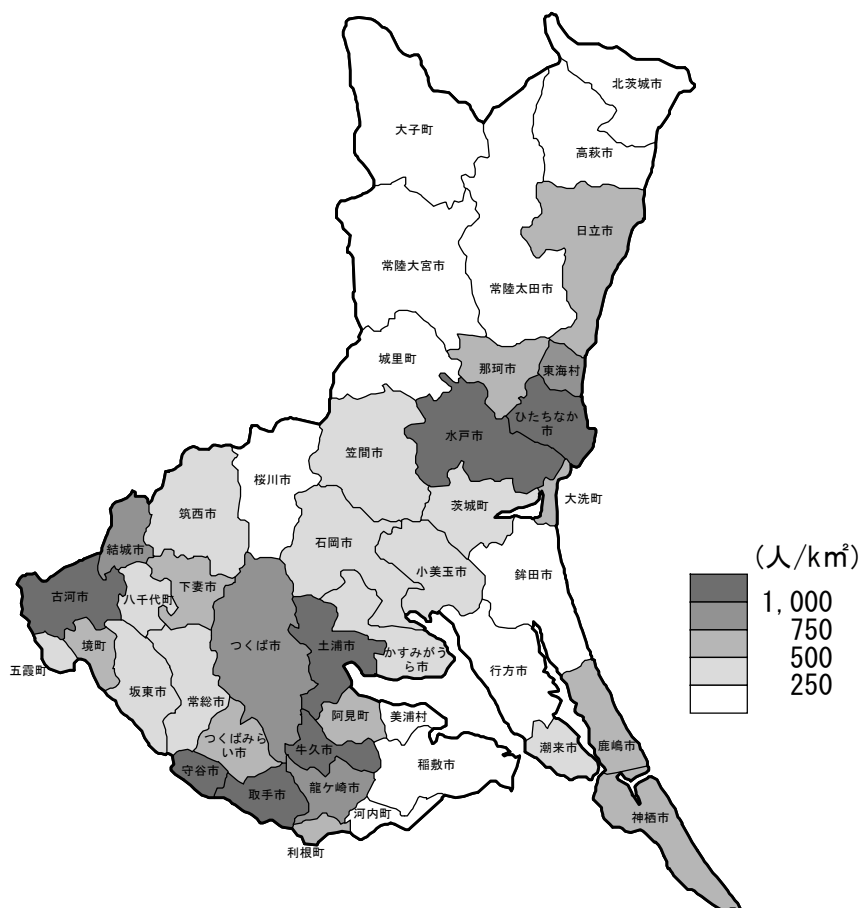 北茨城市
大子町
高萩市
日立市
常陸大宮市
常陸太田市
城里町
那珂市
東海村
ひたちなか
市
水戸市
笠間市
桜川市
大洗町
茨城町
筑西市
石岡市
結城市
小美玉市
鉾田市
下妻市
八千代町
古河市
つくば市
土浦市
かすみがう
ら市
境町
五霞町
行方市
坂東市
常総市
阿見町
美浦村
つくばみら
い市
牛久市
潮来市
鹿嶋市
稲敷市
守谷市
取手市
龍ケ崎市
河内町
神栖市
利根町
(人/k㎡)
1,000
750
500
250